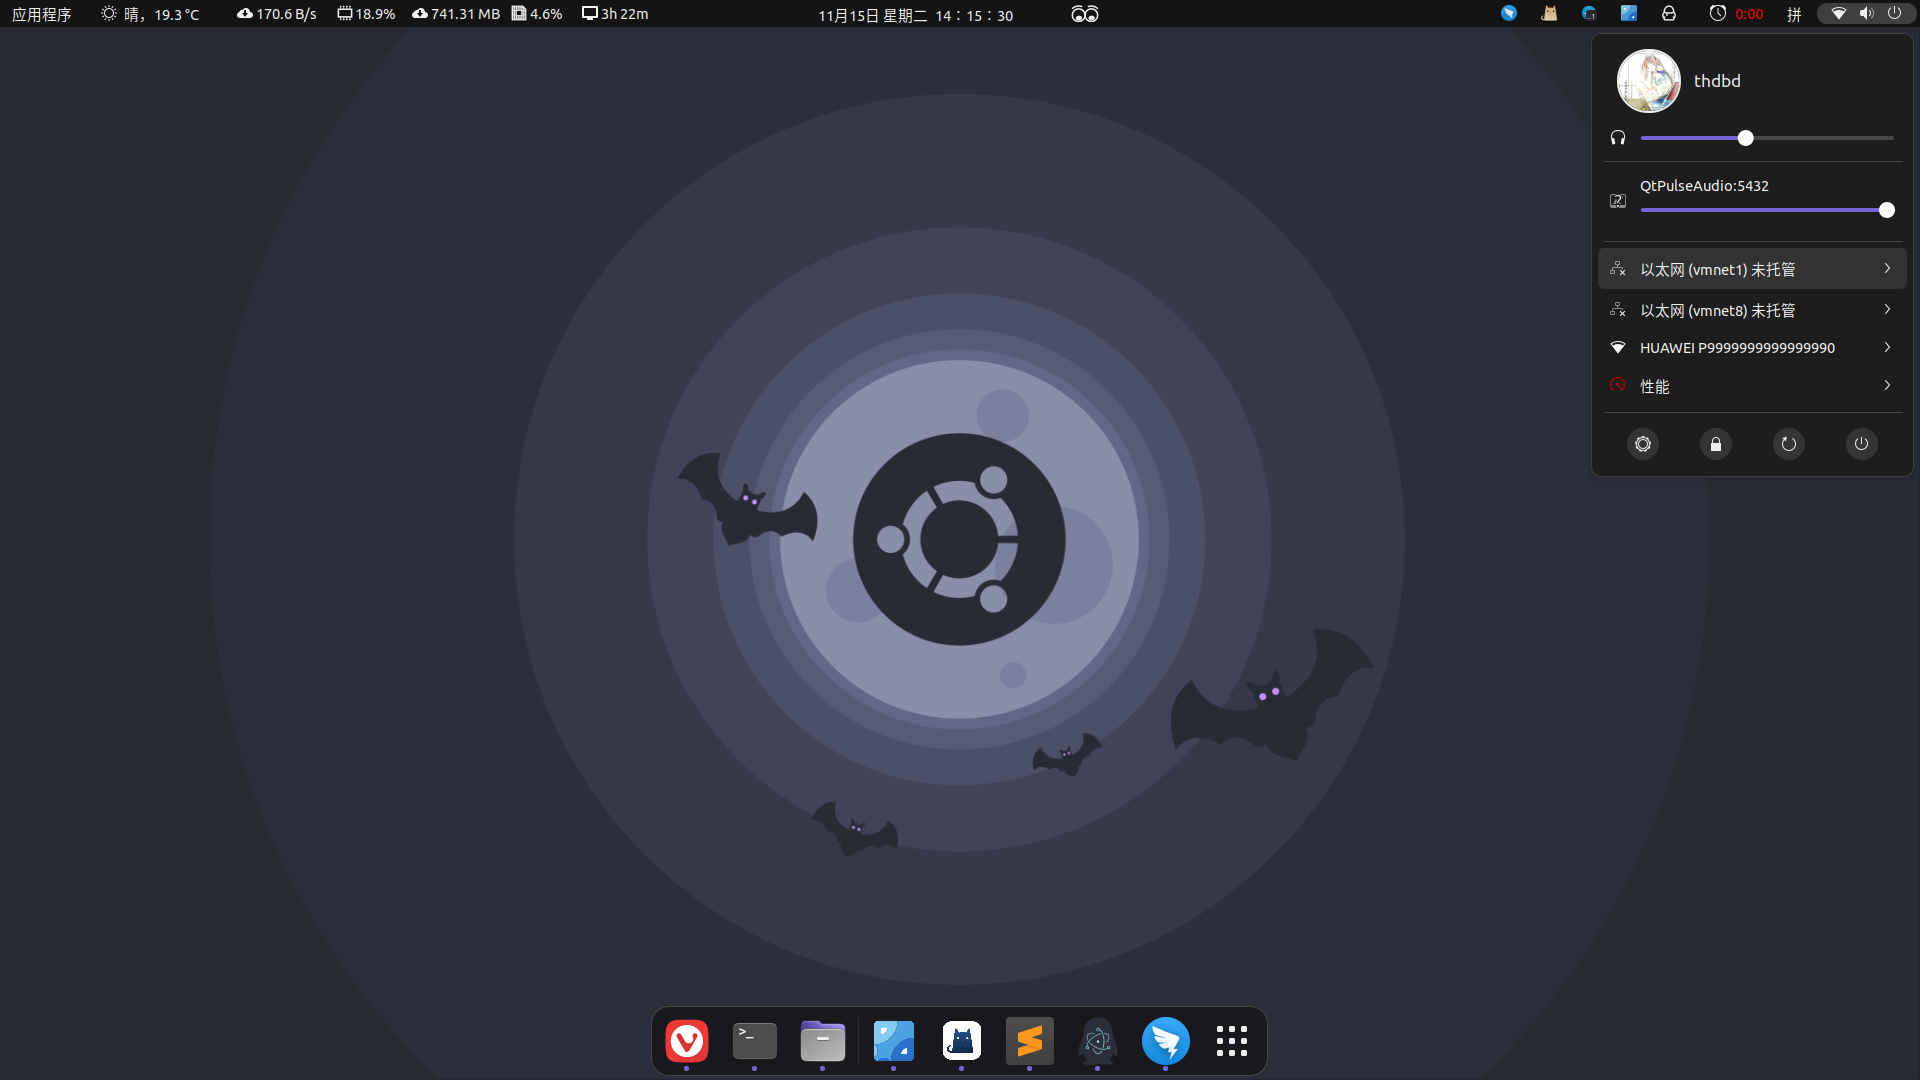 应用程序 晴，19.3 °C 170.6 B/s 18.9% 741.31 MB 4.6% 3h 22m 11月15日 星期二 14：15：30 0:00 拼
thdbd
QtPulseAudio:5432
以太网 (vmnet1) 未托管
以太网 (vmnet8) 未托管
HUAWEI P9999999999999990
性能
>_